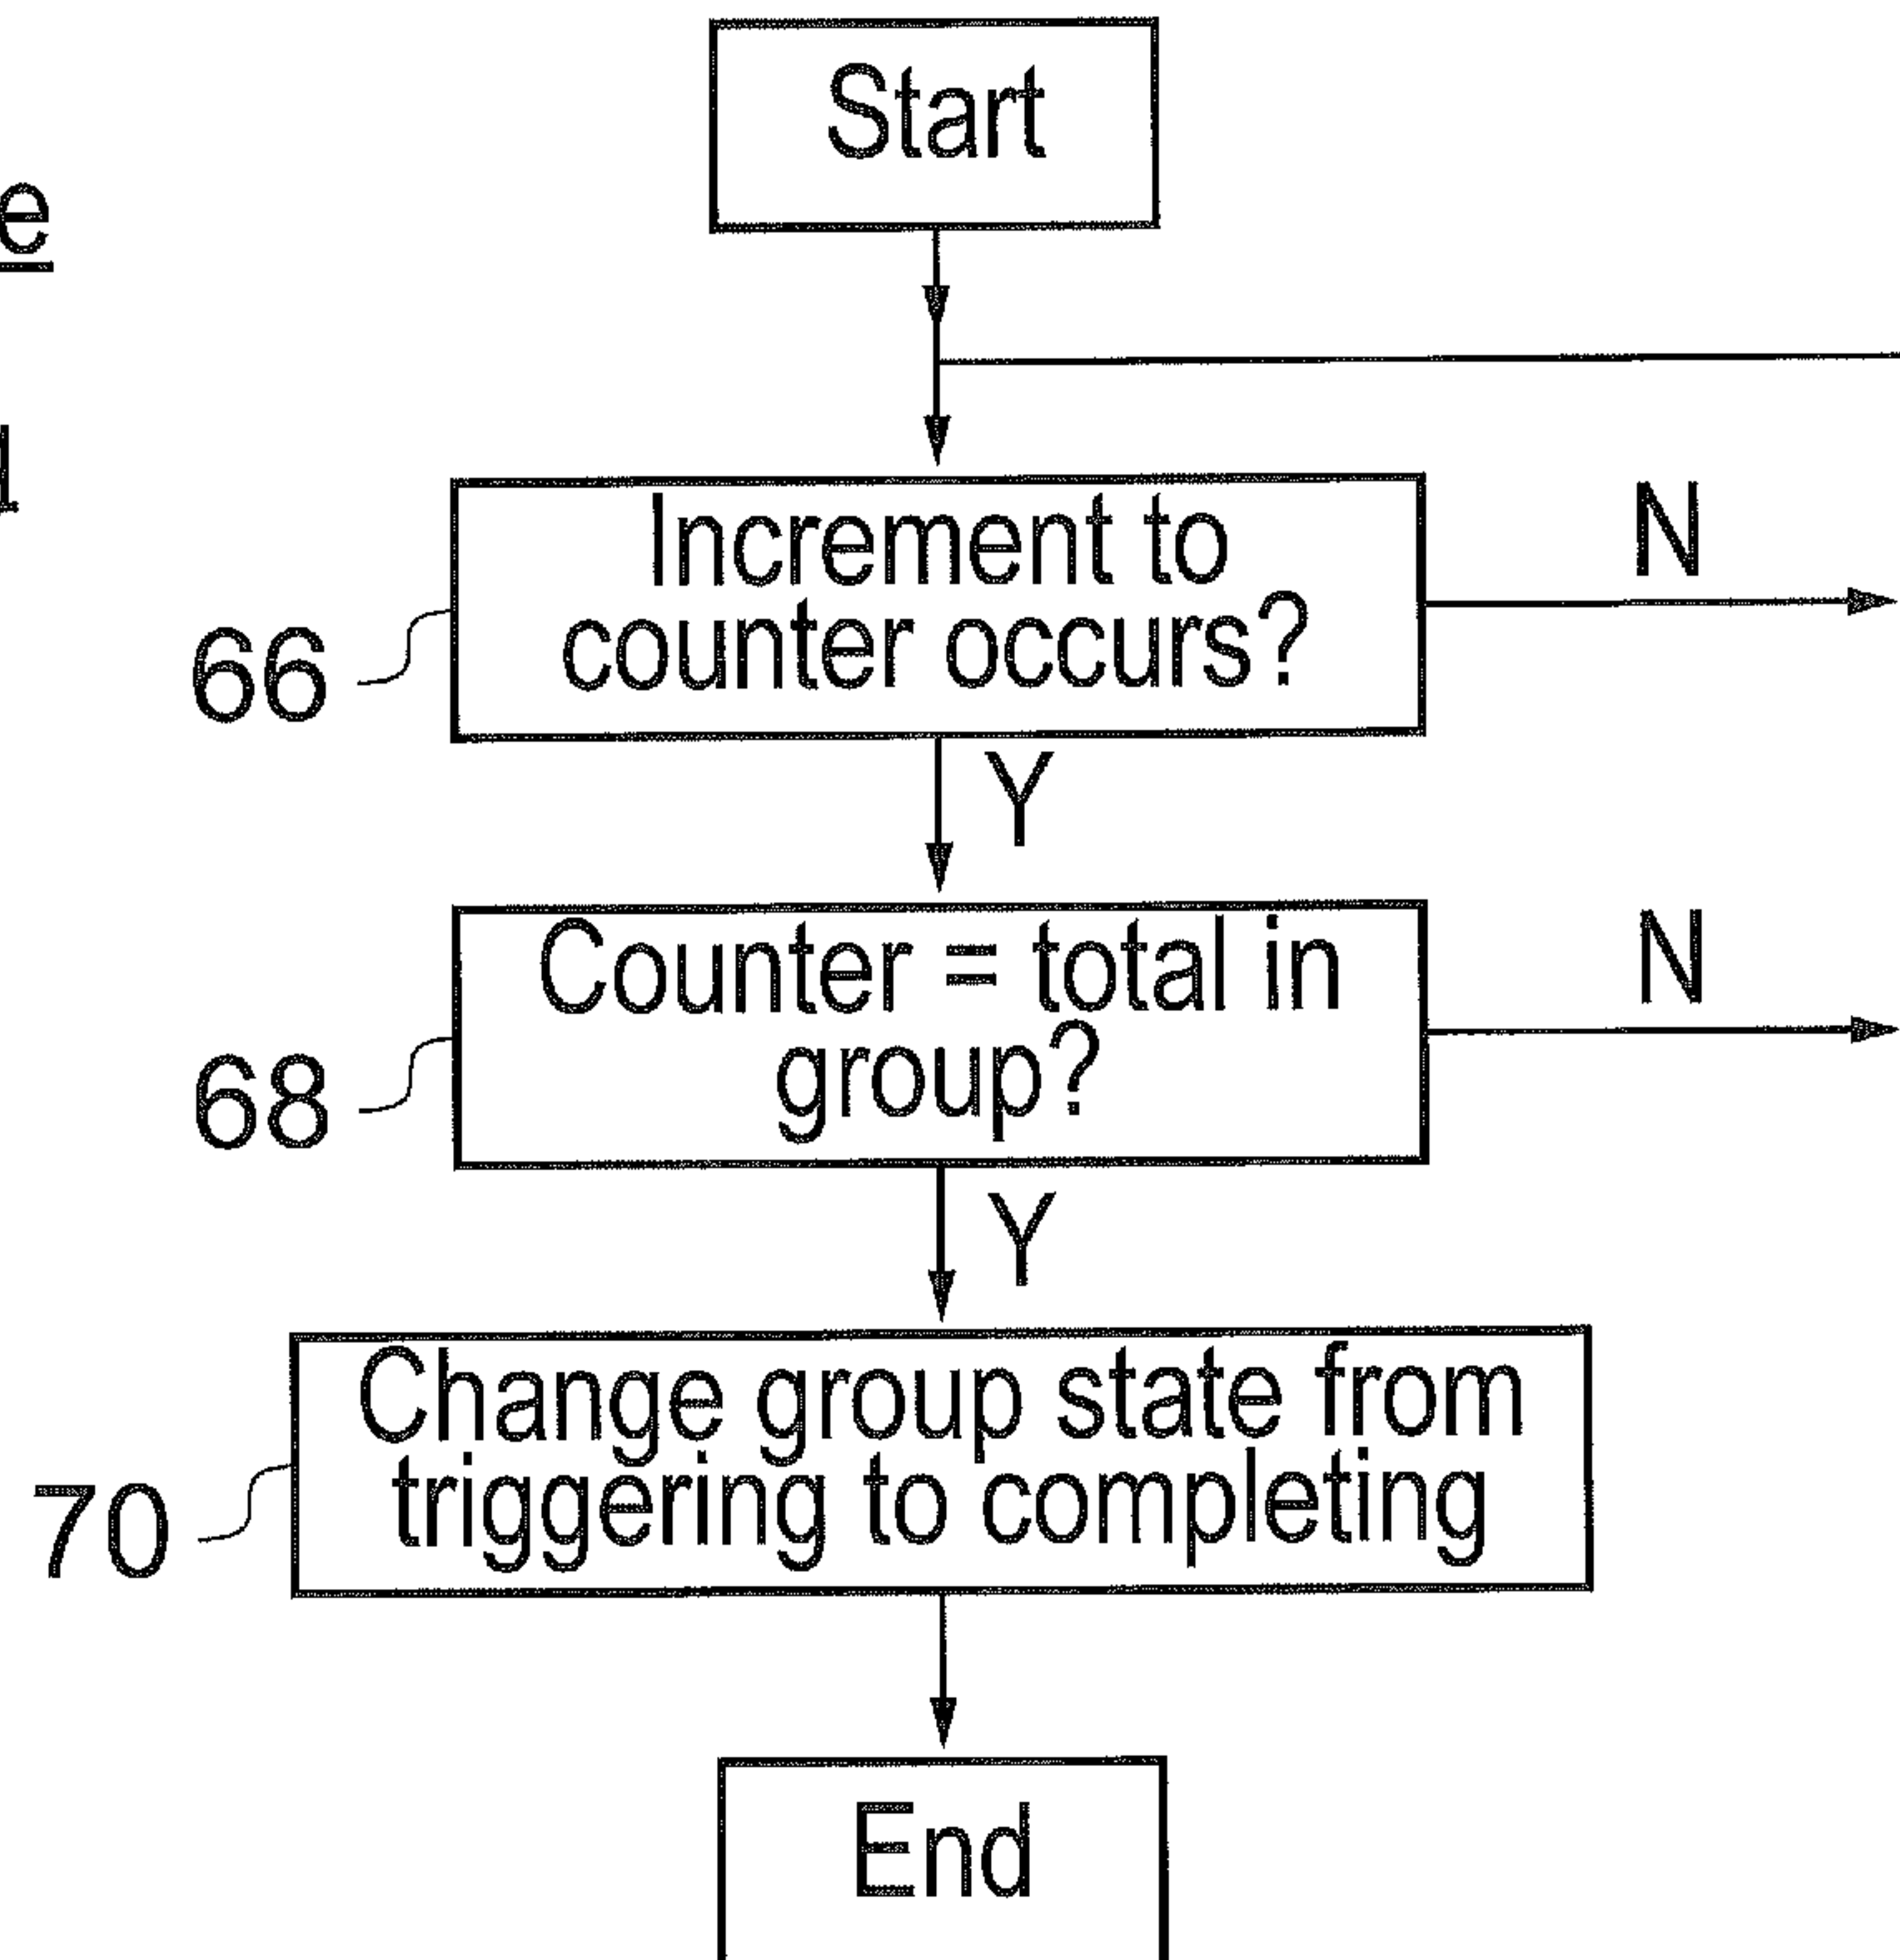 Start
Increment to
counter occurs?
N
66
Y
Counter = total in
group?
N
68
Y
Change group state from
triggering to completing
70
End